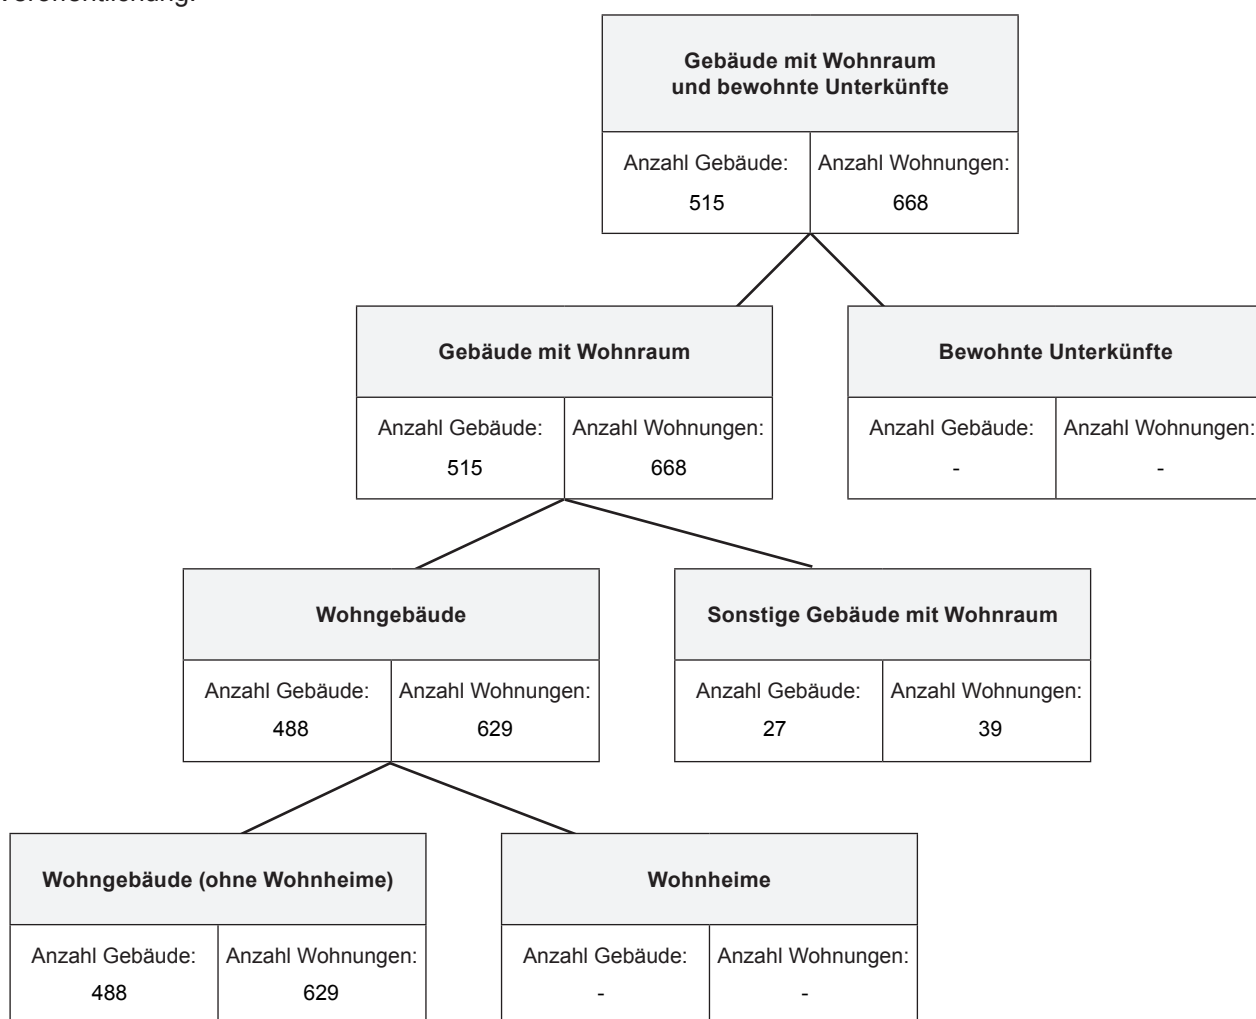 Veröffentlichung.
Gebäude mit Wohnraum
und bewohnte Unterkünfte
Anzahl Gebäude: Anzahl Wohnungen:
515 668
Gebäude mit Wohnraum
Anzahl Gebäude: Anzahl Wohnungen:
515 668
Bewohnte Unterkünfte
Anzahl Gebäude: Anzahl Wohnungen:
- -
Wohngebäude
Anzahl Gebäude: Anzahl Wohnungen:
488 629
Sonstige Gebäude mit Wohnraum
Anzahl Gebäude: Anzahl Wohnungen:
27 39
Wohngebäude (ohne Wohnheime)
Anzahl Gebäude: Anzahl Wohnungen:
488 629
Wohnheime
Anzahl Gebäude: Anzahl Wohnungen:
- -